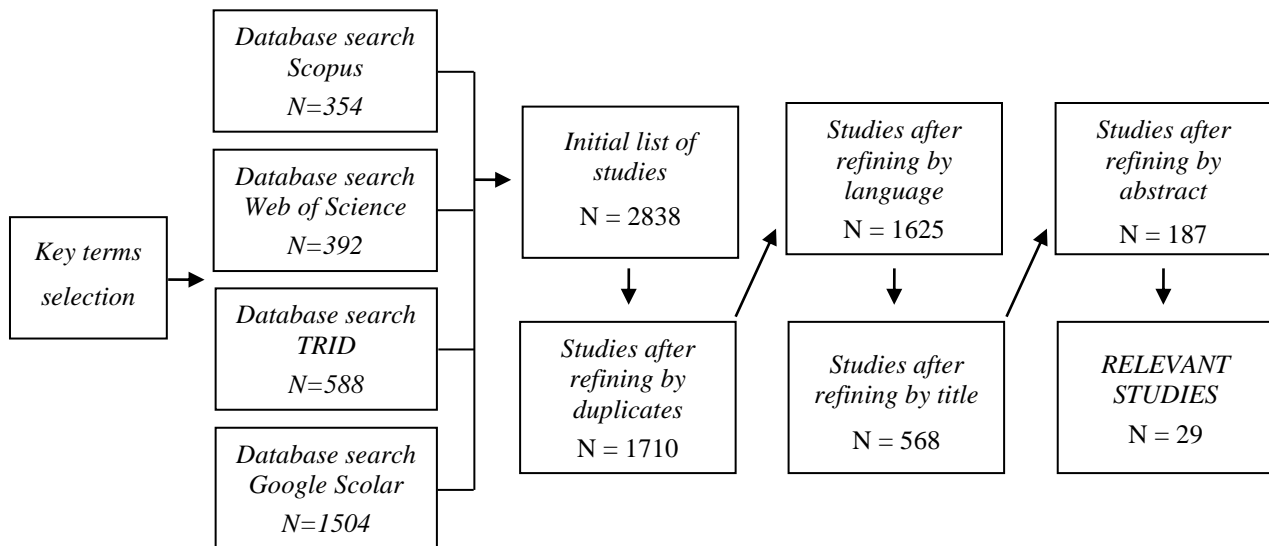 Key terms
selection
Database search
Scopus
N=354
Database search
Web of Science
N=392
Database search
TRID
N=588
Database search
Google Scolar
N=1504
Initial list of
studies
N = 2838
Studies after
refining by
duplicates
N = 1710
Studies after
refining by
language
N = 1625
Studies after
refining by title
N = 568
Studies after
refining by
abstract
N = 187
RELEVANT
STUDIES
N = 29